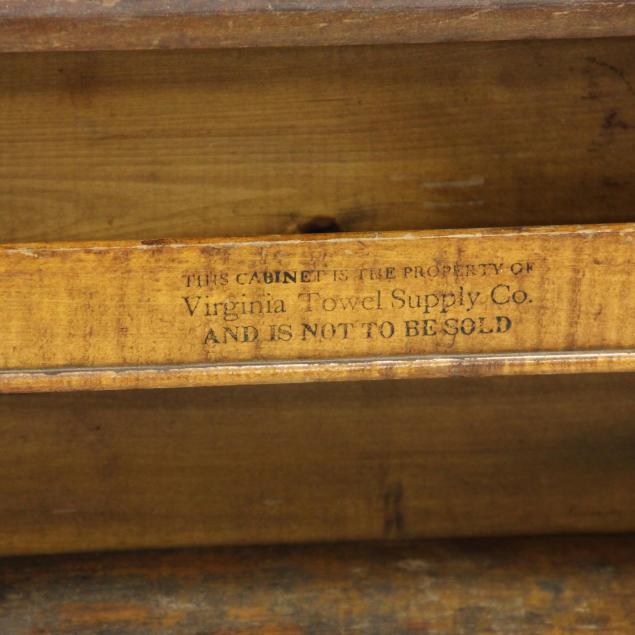 THIS CABINET IS THE PROPERTY OF
Virginia Towel Supply Co.
AND IS NOT TO BE SOLD